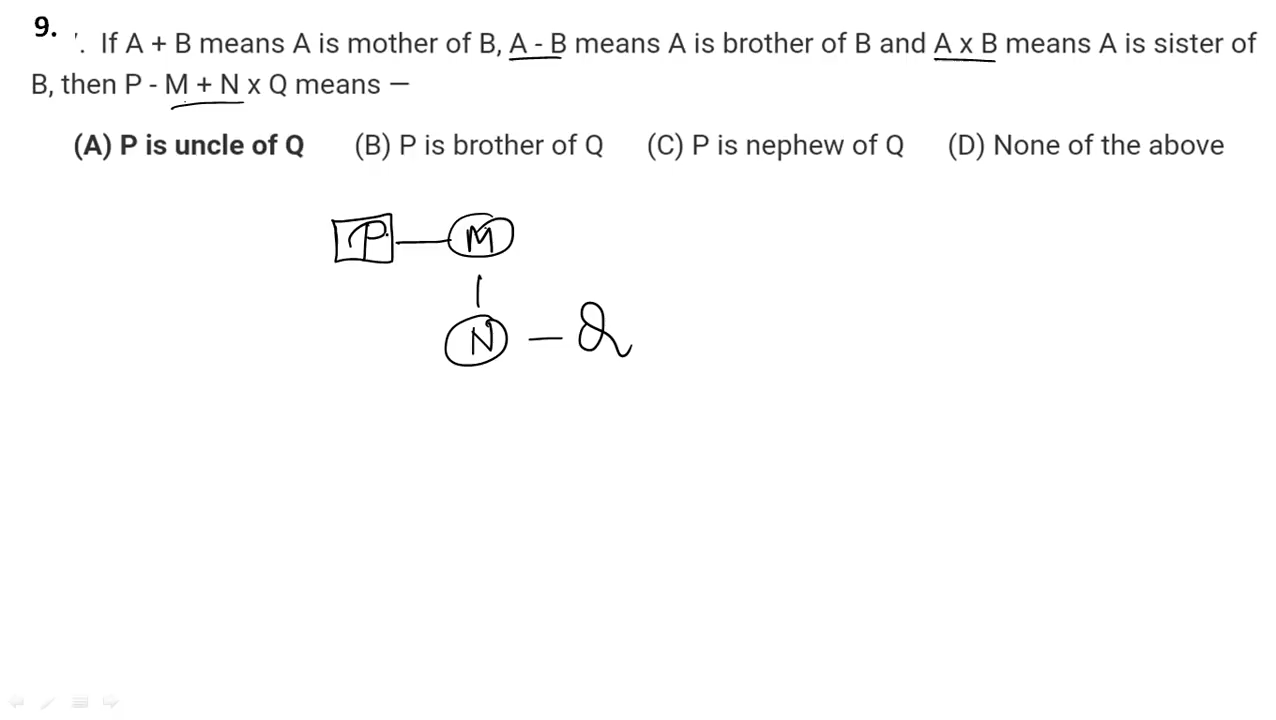 9.
'. If A + B means A is mother of B, A - B means A is brother of B and A x B means A is sister of
B, then P - M + N x Q means —
(A) P is uncle of Q (B) P is brother of Q (C) P is nephew of Q (D) None of the above
P — M
|
N — Q